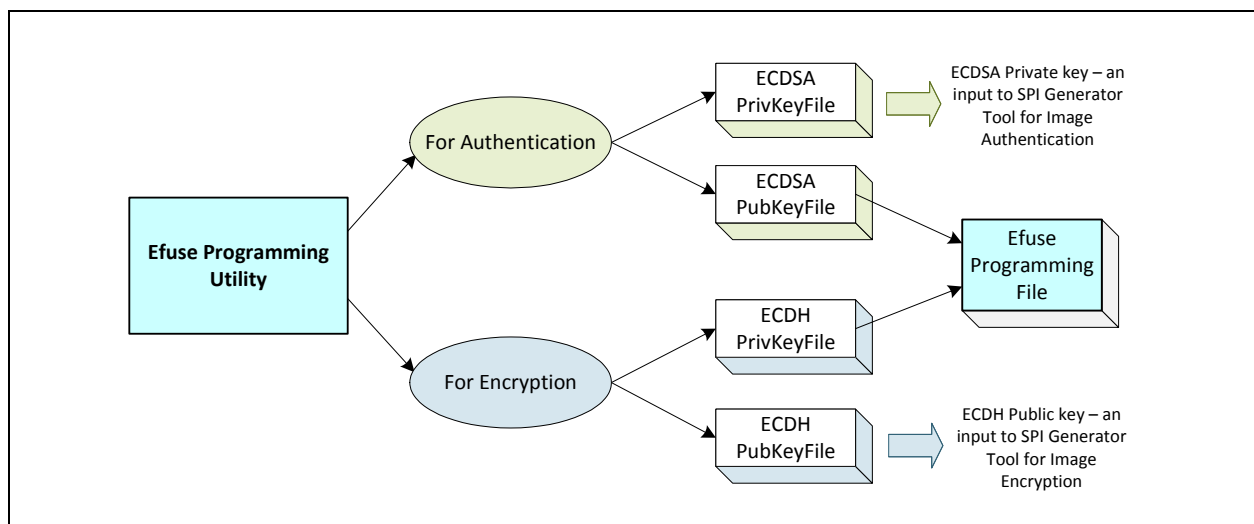 Efuse Programming
Utility
For Authentication
For Encryption
ECDSA
PrivKeyFile
ECDSA
PubKeyFile
ECDH
PrivKeyFile
ECDH
PubKeyFile
ECDSA Private key – an
input to SPI Generator
Tool for Image
Authentication
Efuse
Programming
File
ECDH Public key – an
input to SPI Generator
Tool for Image
Encryption